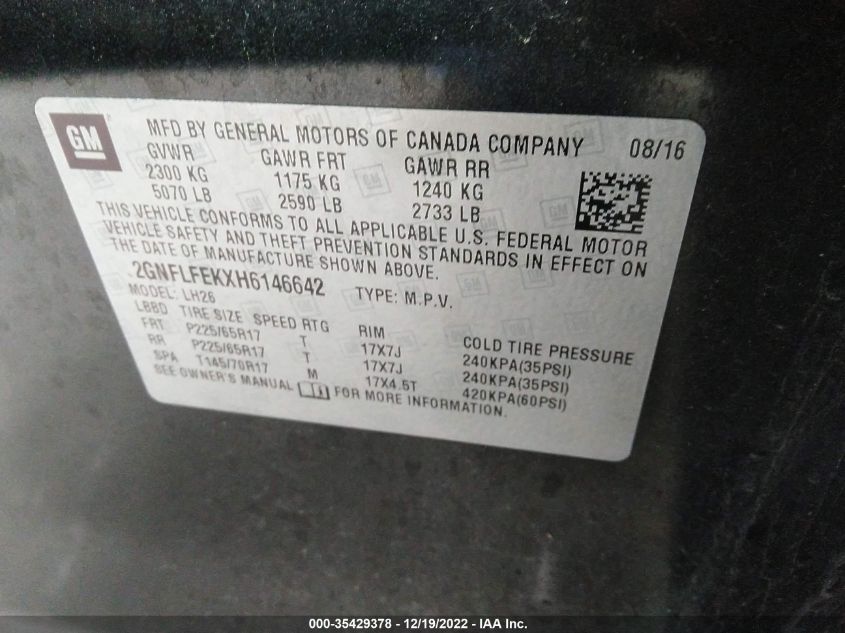 GM
MFD BY GENERAL MOTORS OF CANADA COMPANY 08/16
GVWR GAWR FRT GAWR RR
2300 KG 1175 KG 1240 KG
5070 LB 2590 LB 2733 LB
THIS VEHICLE CONFORMS TO ALL APPLICABLE U.S. FEDERAL MOTOR
VEHICLE SAFETY AND THEFT PREVENTION STANDARDS IN EFFECT ON
THE DATE OF MANUFACTURE SHOWN ABOVE.
2GNFLFEKXH6146642 TYPE: M.P.V.
MODEL: LH26
LBBD TIRE SIZE SPEED RTG RIM COLD TIRE PRESSURE
FRT P225/65R17 T 17X7J 240KPA(35PSI)
RR P225/65R17 T 17X7J 240KPA(35PSI)
SPA T145/70R17 M 17X4.5T 420KPA(60PSI)
SEE OWNER'S MANUAL FOR MORE INFORMATION.
000-35429378 - 12/19/2022 - IAA Inc.